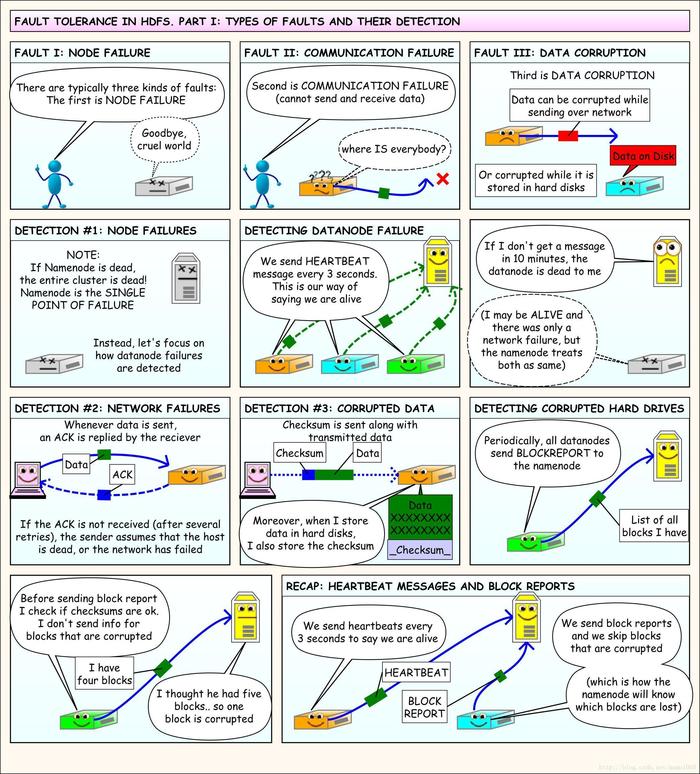 FAULT TOLERANCE IN HDFS. PART I: TYPES OF FAULTS AND THEIR DETECTION
FAULT I: NODE FAILURE
There are typically three kinds of faults:
The first is NODE FAILURE
Goodbye,
cruel world
FAULT II: COMMUNICATION FAILURE
Second is COMMUNICATION FAILURE
(cannot send and receive data)
where IS everybody?
????
FAULT III: DATA CORRUPTION
Third is DATA CORRUPTION
Data can be corrupted while
sending over network
Data on Disk
Or corrupted while it is
stored in hard disks
DETECTION #1: NODE FAILURES
NOTE:
If Namenode is dead,
the entire cluster is dead!
Namenode is the SINGLE
POINT OF FAILURE
Instead, let's focus on
how datanode failures
are detected
DETECTING DATANODE FAILURE
We send HEARTBEAT
message every 3 seconds.
This is our way of
saying we are alive
If I don't get a message
in 10 minutes, the
datanode is dead to me
(I may be ALIVE and
there was only a
network failure, but
the namenode treats
both as same)
DETECTION #2: NETWORK FAILURES
Whenever data is sent,
an ACK is replied by the reciever
Data
ACK
If the ACK is not received (after several
retries), the sender assumes that the host
is dead, or the network has failed
DETECTION #3: CORRUPTED DATA
Checksum is sent along with
transmitted data
Checksum
Data
Moreover, when I store
data in hard disks,
I also store the checksum
Data
XXXXXXXX
XXXXXXXX
_Checksum_
DETECTING CORRUPTED HARD DRIVES
Periodically, all datanodes
send BLOCKREPORT to
the namenode
List of all
blocks I have
Before sending block report
I check if checksums are ok.
I don't send info for
blocks that are corrupted
I have
four blocks
I thought he had five
blocks.. so one
block is corrupted
RECAP: HEARTBEAT MESSAGES AND BLOCK REPORTS
We send heartbeats every
3 seconds to say we are alive
HEARTBEAT
BLOCK
REPORT
We send block reports
and we skip blocks
that are corrupted
(which is how the
namenode will know
which blocks are lost)